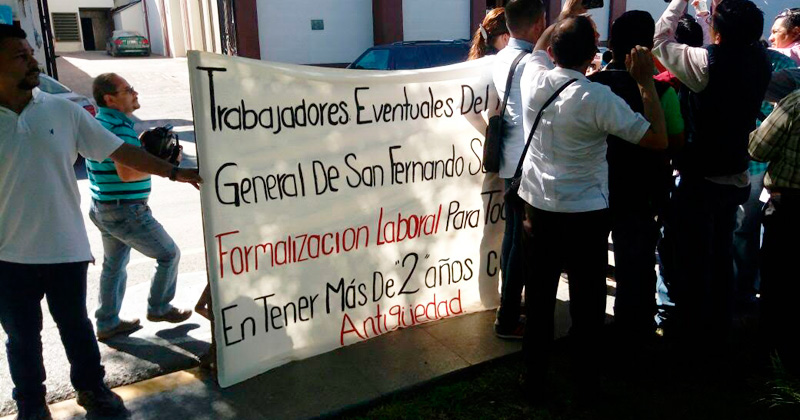 Trabajadores Eventuales Del
General De San Fernando
Formalizacion Laboral Para
En Tener Más De "2" años
Antigüedad